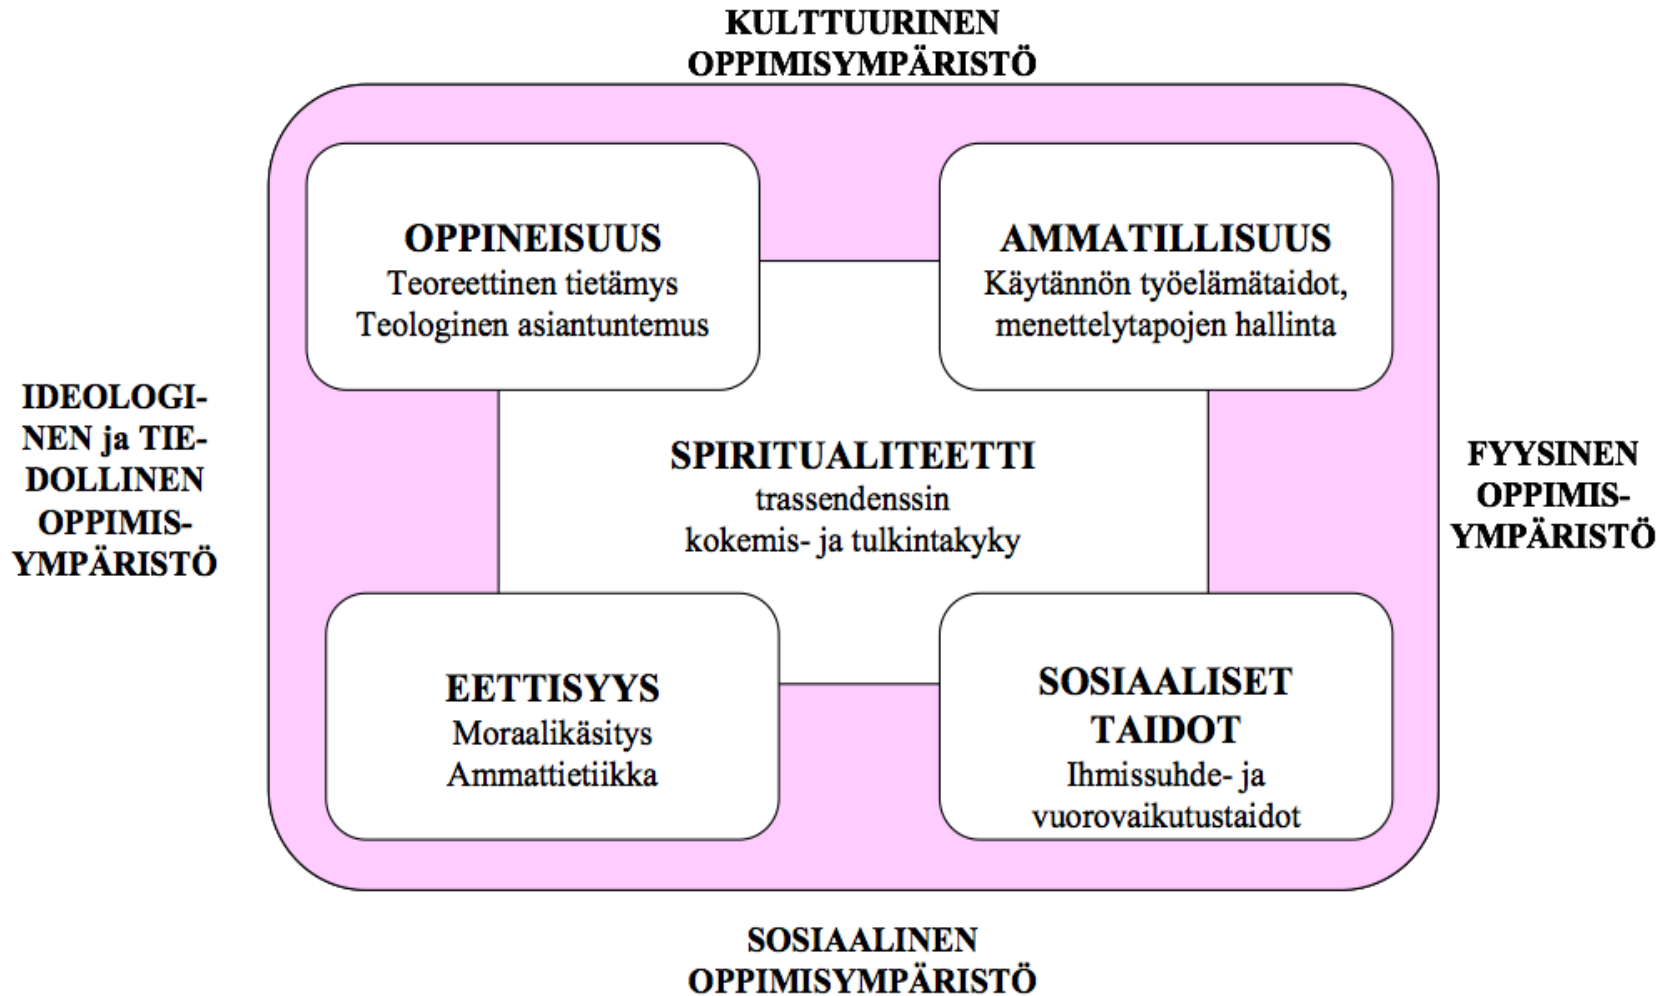 KULTTUURINEN
OPPIMISYMPÄRISTÖ
OPPINEISUUS
Teoreettinen tietämys
Teologinen asiantuntemus
AMMATILLISUUS
Käytännön työelämätaidot,
menettelytapojen hallinta
IDEOLOGI-
NEN ja TIE-
DOLLINEN
OPPIMIS-
YMPÄRISTÖ
SPIRITUALITEETTI
trassendenssin
kokemis- ja tulkintakyky
FYYSINEN
OPPIMIS-
YMPÄRISTÖ
EETTISYYS
Moraalikäsitys
Ammattietiikka
SOSIAALISET
TAIDOT
Ihmissuhde- ja
vuorovaikutustaidot
SOSIAALINEN
OPPIMISYMPÄRISTÖ